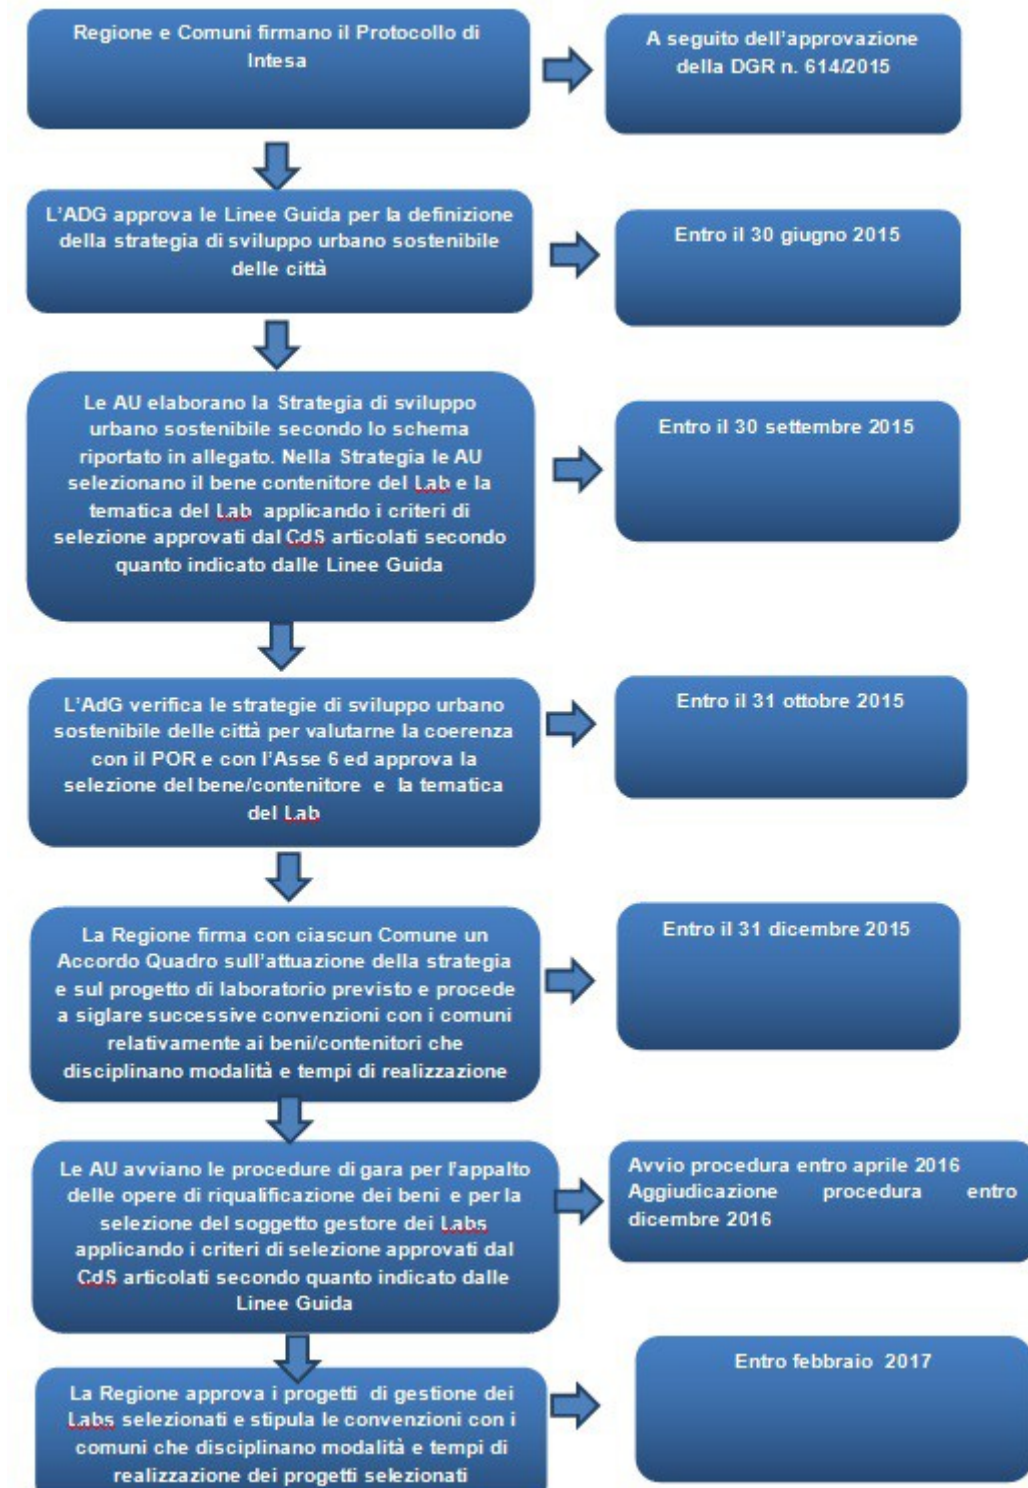 Regione e Comuni firmano il Protocollo di
Intesa
A seguito dell'approvazione
della DGR n. 614/2015
L'ADG approva le Linee Guida per la definizione
della strategia di sviluppo urbano sostenibile
delle città
Entro il 30 giugno 2015
Le AU elaborano la Strategia di sviluppo
urbano sostenibile secondo lo schema
riportato in allegato. Nella Strategia le AU
selezionano il bene contenitore del Lab e la
tematica del Lab applicando i criteri di
selezione approvati dal CdS articolati secondo
quanto indicato dalle Linee Guida
Entro il 30 settembre 2015
L'AdG verifica le strategie di sviluppo urbano
sostenibile delle città per valutarne la coerenza
con il POR e con l'Asse 6 ed approva la
selezione del bene/contenitore e la tematica
del Lab
Entro il 31 ottobre 2015
La Regione firma con ciascun Comune un
Accordo Quadro sull'attuazione della strategia
e sul progetto di laboratorio previsto e procede
a siglare successive convenzioni con i comuni
relativamente ai beni/contenitori che
disciplinano modalità e tempi di realizzazione
Entro il 31 dicembre 2015
Le AU avviano le procedure di gara per l'appalto
delle opere di riqualificazione dei beni e per la
selezione del soggetto gestore dei Labs
applicando i criteri di selezione approvati dal
CdS articolati secondo quanto indicato dalle
Linee Guida
Avvio procedura entro aprile 2016
Aggiudicazione procedura entro
dicembre 2016
La Regione approva i progetti di gestione dei
Labs selezionati e stipula le convenzioni con i
comuni che disciplinano modalità e tempi di
realizzazione dei progetti selezionati
Entro febbraio 2017